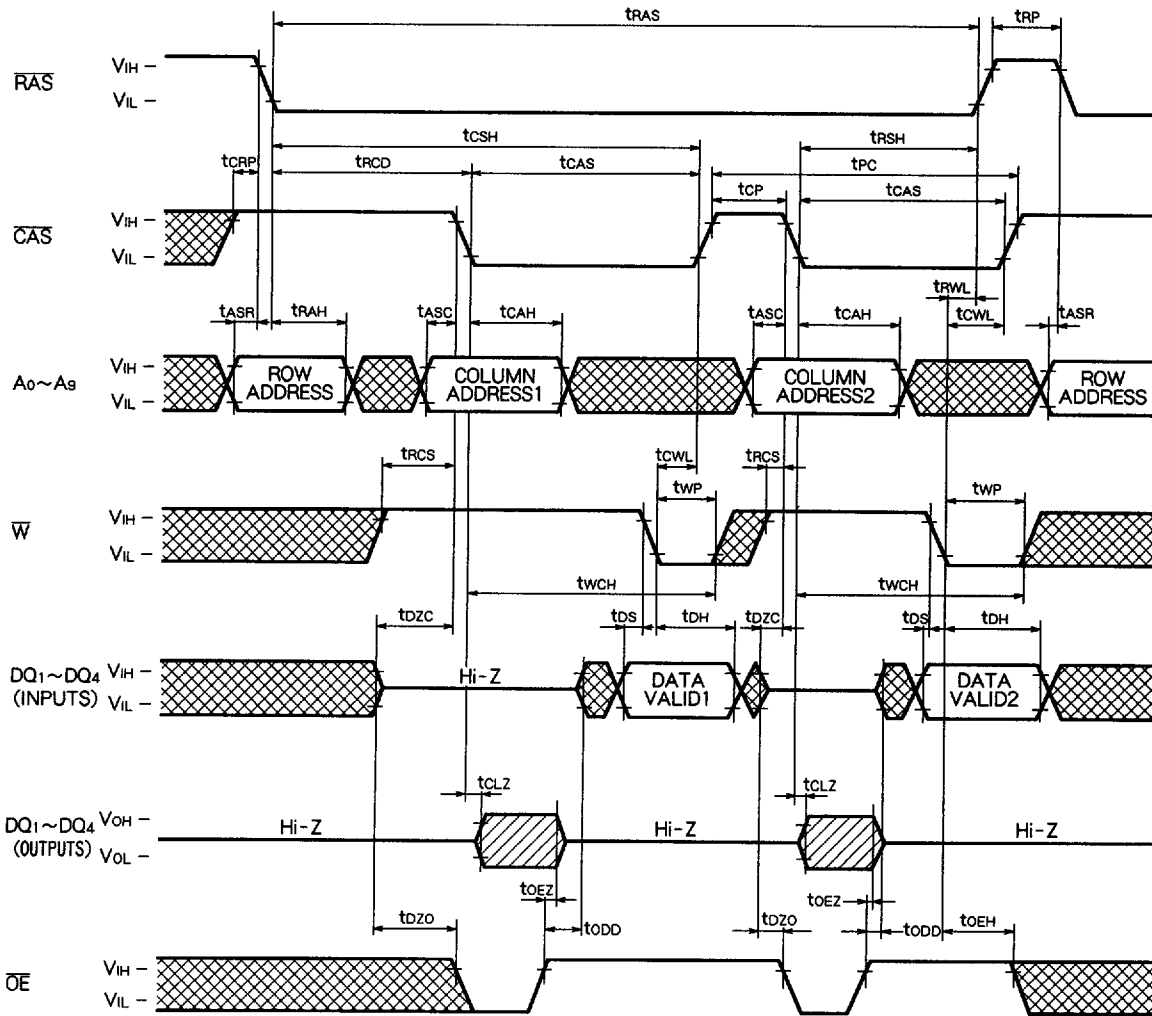 tRAS tRP
RAS VIH –
VIL –
tCSH tRSH
tCRP tRCD tCAS tPC
tCP tCAS
CAS VIH –
VIL –
tRWL
tASR tRAH tASC tCAH tASC tCAH tCWL tASR
A0~A9 VIH –
VIL –
ROW ADDRESS
COLUMN ADDRESS1
COLUMN ADDRESS2
ROW ADDRESS
tRCS tCWL tRCS
tWP tWP
W VIH –
VIL –
tWCH tWCH
tDZC tDS tDH tDZC tDS tDH
DQ1~DQ4 VIH –
(INPUTS) VIL –
Hi-Z
DATA VALID1
DATA VALID2
tCLZ tCLZ
DQ1~DQ4 VOH –
(OUTPUTS) VOL –
Hi-Z Hi-Z Hi-Z
tOEZ tOEZ
tDZO tODD tDZO tODD tOEH
OE VIH –
VIL –